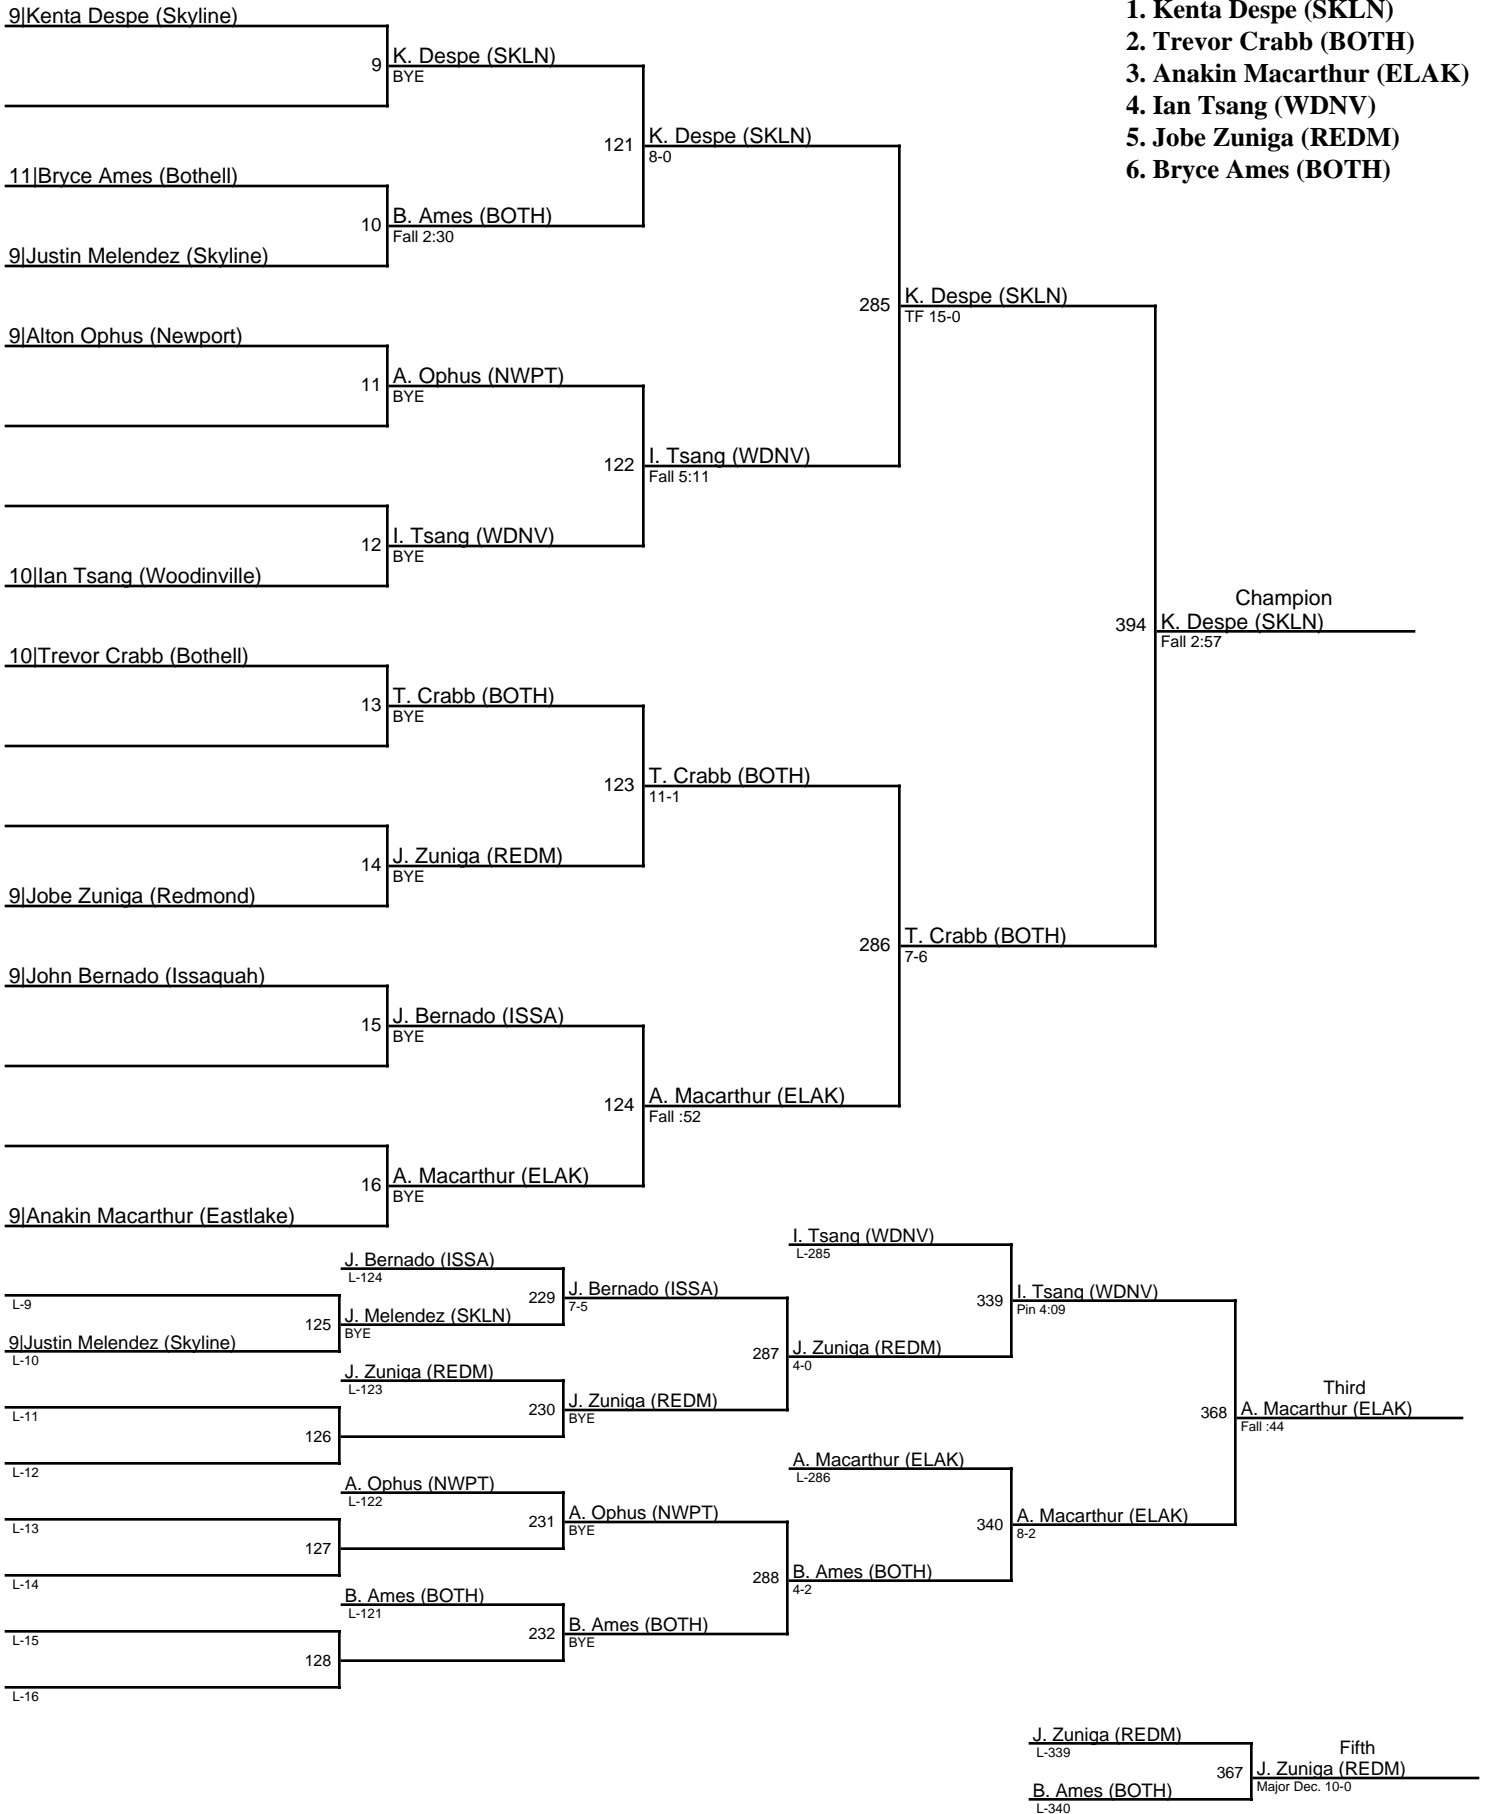 9|Kenta Despe (Skyline)
9
K. Despe (SKLN)
BYE
121
K. Despe (SKLN)
8-0
11|Bryce Ames (Bothell)
10
B. Ames (BOTH)
Fall 2:30
9|Justin Melendez (Skyline)
285
K. Despe (SKLN)
TF 15-0
9|Alton Ophus (Newport)
11
A. Ophus (NWPT)
BYE
122
I. Tsang (WDNV)
Fall 5:11
12
I. Tsang (WDNV)
BYE
10|Ian Tsang (Woodinville)
394
Champion
K. Despe (SKLN)
Fall 2:57
10|Trevor Crabb (Bothell)
13
T. Crabb (BOTH)
BYE
123
T. Crabb (BOTH)
11-1
14
J. Zuniga (REDM)
BYE
9|Jobe Zuniga (Redmond)
286
T. Crabb (BOTH)
7-6
9|John Bernado (Issaquah)
15
J. Bernado (ISSA)
BYE
124
A. Macarthur (ELAK)
Fall :52
16
A. Macarthur (ELAK)
BYE
9|Anakin Macarthur (Eastlake)
1. Kenta Despe (SKLN)
2. Trevor Crabb (BOTH)
3. Anakin Macarthur (ELAK)
4. Ian Tsang (WDNV)
5. Jobe Zuniga (REDM)
6. Bryce Ames (BOTH)
I. Tsang (WDNV)
L-285
J. Bernado (ISSA)
L-124
229
J. Bernado (ISSA)
7-5
L-9
125
J. Melendez (SKLN)
BYE
9|Justin Melendez (Skyline)
L-10
339
I. Tsang (WDNV)
Pin 4:09
287
J. Zuniga (REDM)
4-0
J. Zuniga (REDM)
L-123
230
J. Zuniga (REDM)
BYE
L-11
126
L-12
368
Third
A. Macarthur (ELAK)
Fall :44
A. Macarthur (ELAK)
L-286
A. Ophus (NWPT)
L-122
231
A. Ophus (NWPT)
BYE
L-13
127
L-14
340
A. Macarthur (ELAK)
8-2
288
B. Ames (BOTH)
4-2
B. Ames (BOTH)
L-121
232
B. Ames (BOTH)
BYE
L-15
128
L-16
J. Zuniga (REDM)
L-339
367
Fifth
J. Zuniga (REDM)
Major Dec. 10-0
B. Ames (BOTH)
L-340